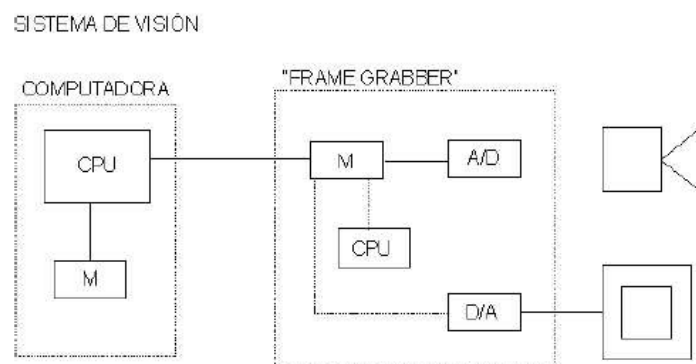 SISTEMA DE VISIÓN
COMPUTADORA
"FRAME GRABBER"
CPU
M
A/D
CPU
M
D/A